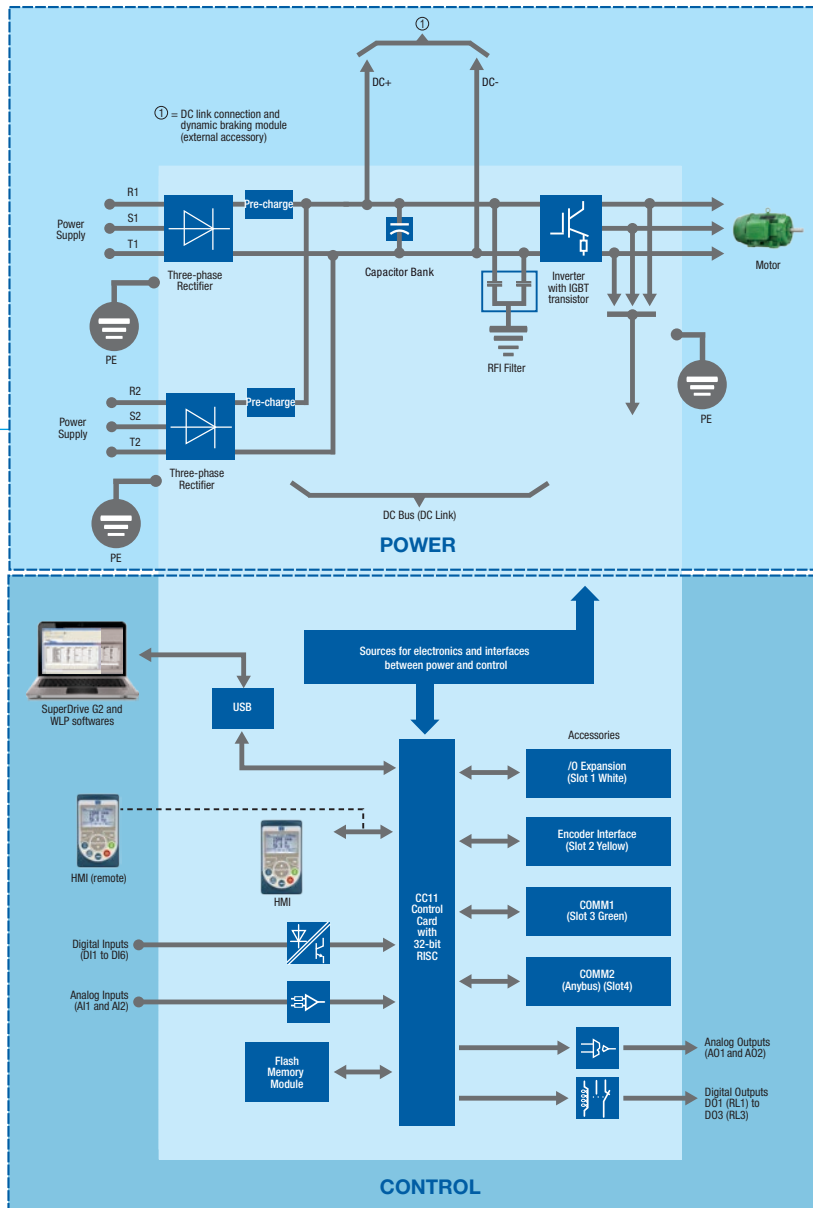 ①
DC+
DC-
① = DC link connection and
dynamic braking module
(external accessory)
R1
S1
T1
Power
Supply
Pre-charge
Three-phase
Rectifier
Capacitor Bank
Inverter
with IGBT
transistor
Motor
PE
RFI Filter
PE
R2
S2
T2
Power
Supply
Pre-charge
Three-phase
Rectifier
PE
DC Bus (DC Link)
POWER
Sources for electronics and interfaces
between power and control
SuperDrive G2 and
WLP softwares
USB
Accessories
/O Expansion
(Slot 1 White)
Encoder Interface
(Slot 2 Yellow)
HMI (remote)
HMI
CC11
Control
Card
with
32-bit
RISC
COMM1
(Slot 3 Green)
Digital Inputs
(DI1 to DI6)
COMM2
(Anybus) (Slot4)
Analog Inputs
(AI1 and AI2)
Flash
Memory
Module
Analog Outputs
(AO1 and AO2)
Digital Outputs
DO1 (RL1) to
DO3 (RL3)
CONTROL